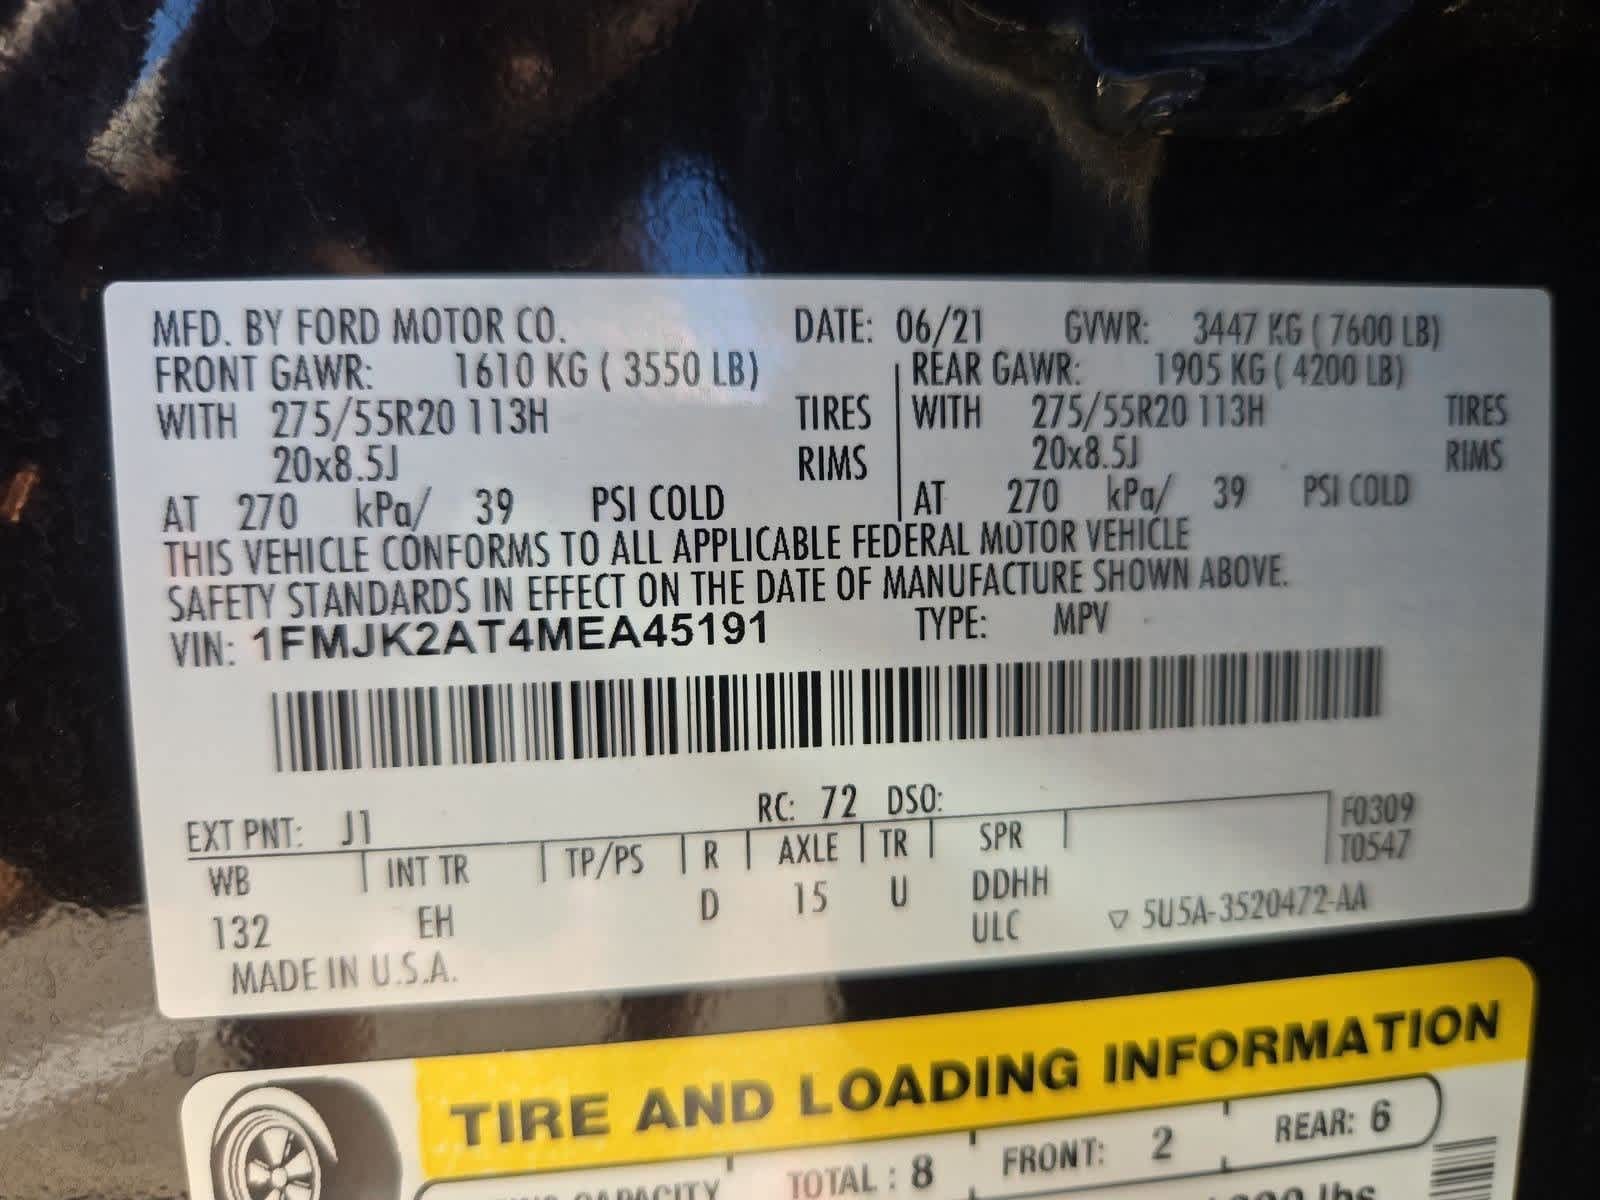 MFD. BY FORD MOTOR CO. DATE: 06/21 GVWR: 3447 KG ( 7600 LB)
FRONT GAWR: 1610 KG ( 3550 LB) REAR GAWR: 1905 KG ( 4200 LB)
WITH 275/55R20 113H TIRES WITH 275/55R20 113H TIRES
20x8.5J RIMS 20x8.5J RIMS
AT 270 kPa/ 39 PSI COLD AT 270 kPa/ 39 PSI COLD
THIS VEHICLE CONFORMS TO ALL APPLICABLE FEDERAL MOTOR VEHICLE
SAFETY STANDARDS IN EFFECT ON THE DATE OF MANUFACTURE SHOWN ABOVE.
VIN: 1FMJK2AT4MEA45191 TYPE: MPV
EXT PNT: J1 RC: 72 DSO: F0309
WB INT TR TP/PS R AXLE TR SPR T0547
132 EH D 15 U DDHH
ULC ▽ 5U5A-3520472-AA
MADE IN U.S.A.
TIRE AND LOADING INFORMATION
CAPACITY TOTAL : 8 FRONT: 2 REAR: 6
lbs